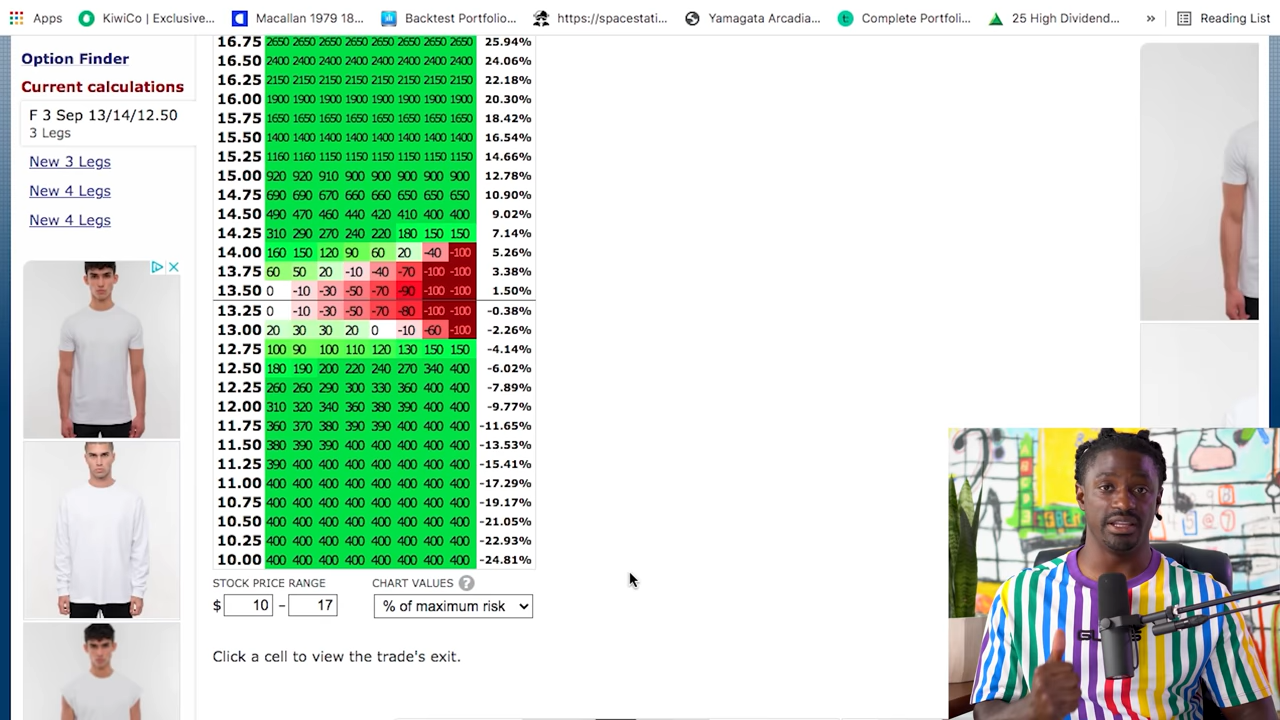 Apps KiwiCo | Exclusive... Macallan 1979 18... Backtest Portfolio... https://spacestati... Yamagata Arcadia... Complete Portfoli... 25 High Dividend... » Reading List
Option Finder
Current calculations
F 3 Sep 13/14/12.50
3 Legs
New 3 Legs
New 4 Legs
New 4 Legs
16.75 2650 2650 2650 2650 2650 2650 2650 2650 25.94%
16.50 2400 2400 2400 2400 2400 2400 2400 2400 24.06%
16.25 2150 2150 2150 2150 2150 2150 2150 2150 22.18%
16.00 1900 1900 1900 1900 1900 1900 1900 1900 20.30%
15.75 1650 1650 1650 1650 1650 1650 1650 1650 18.42%
15.50 1400 1400 1400 1400 1400 1400 1400 1400 16.54%
15.25 1160 1160 1150 1150 1150 1150 1150 1150 14.66%
15.00 920 920 910 900 900 900 900 900 12.78%
14.75 690 690 670 660 660 650 650 650 10.90%
14.50 490 470 460 440 420 410 400 400 9.02%
14.25 310 290 270 240 220 180 150 150 7.14%
14.00 160 150 120 90 60 20 -40 -100 5.26%
13.75 60 50 20 -10 -40 -70 -100 -100 3.38%
13.50 0 -10 -30 -50 -70 -90 -100 -100 1.50%
13.25 0 -10 -30 -50 -70 -80 -100 -100 -0.38%
13.00 20 30 30 20 0 -10 -60 -100 -2.26%
12.75 100 90 100 110 120 130 150 150 -4.14%
12.50 180 190 200 220 240 270 340 400 -6.02%
12.25 260 260 290 300 330 360 400 400 -7.89%
12.00 310 320 340 360 380 390 400 400 -9.77%
11.75 360 370 380 390 390 400 400 400 -11.65%
11.50 380 390 390 400 400 400 400 400 -13.53%
11.25 390 400 400 400 400 400 400 400 -15.41%
11.00 400 400 400 400 400 400 400 400 -17.29%
10.75 400 400 400 400 400 400 400 400 -19.17%
10.50 400 400 400 400 400 400 400 400 -21.05%
10.25 400 400 400 400 400 400 400 400 -22.93%
10.00 400 400 400 400 400 400 400 400 -24.81%
STOCK PRICE RANGE CHART VALUES ?
$ 10 - 17 % of maximum risk
Click a cell to view the trade's exit.